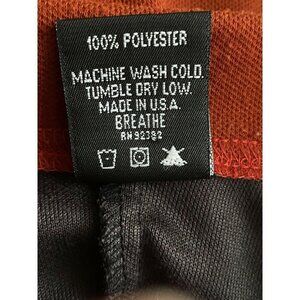 100% POLYESTER
MACHINE WASH COLD.
TUMBLE DRY LOW.
MADE IN U.S.A.
BREATHE
RN 92382